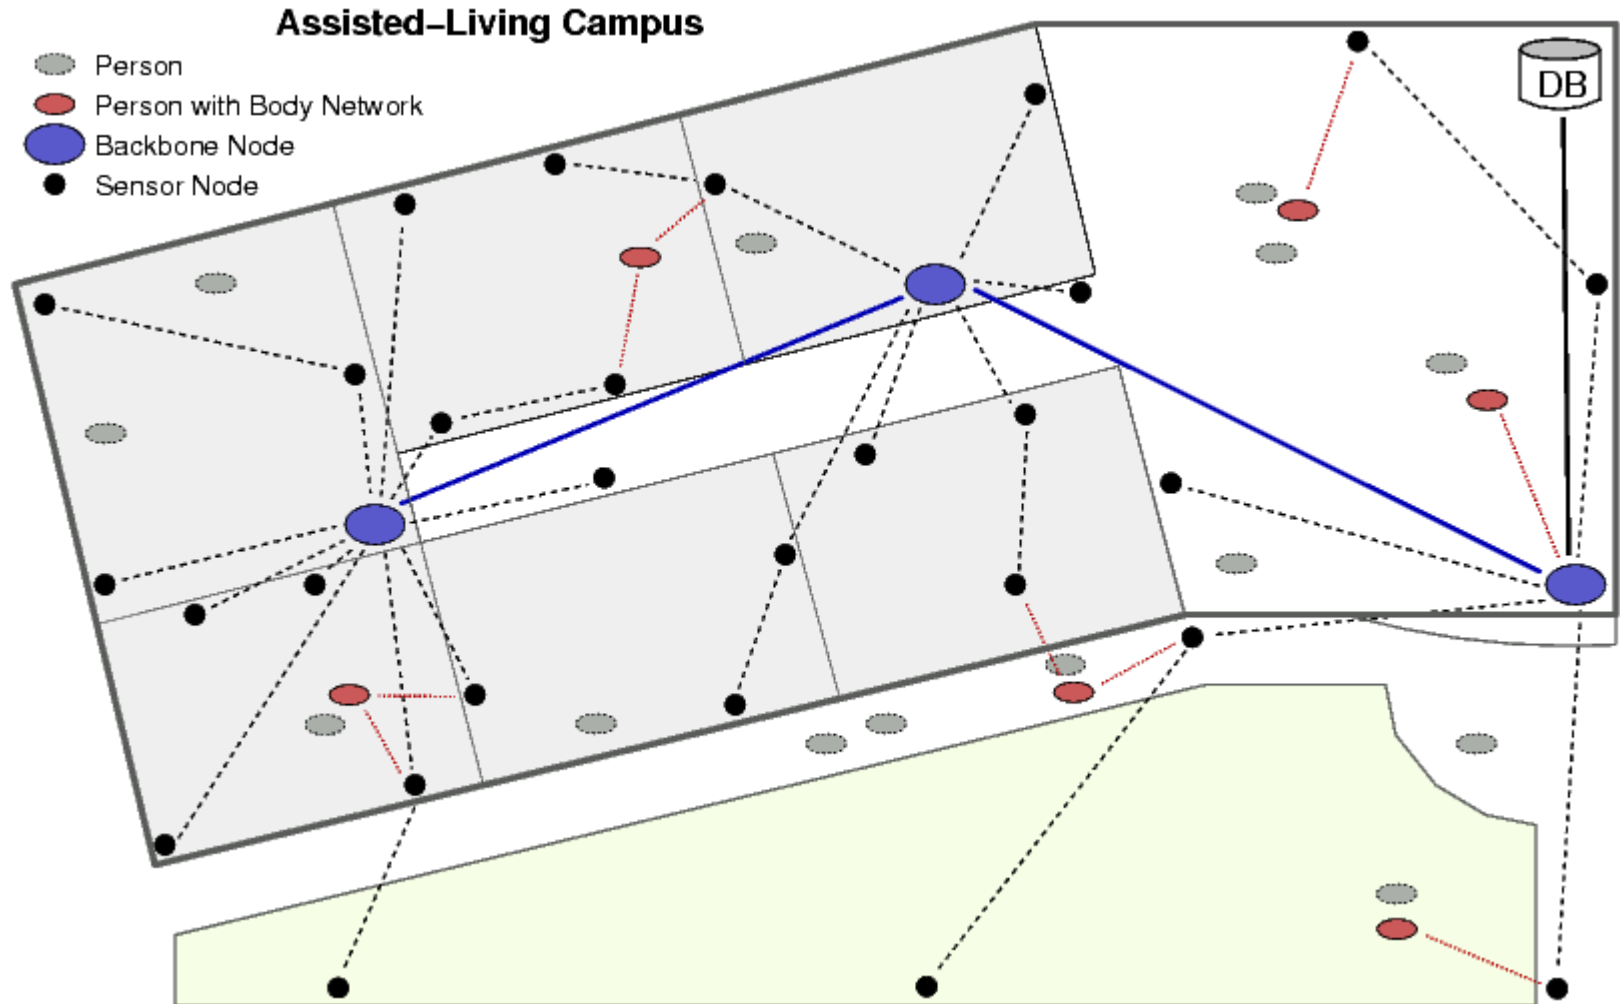 Assisted–Living Campus
Person
Person with Body Network
Backbone Node
Sensor Node
DB